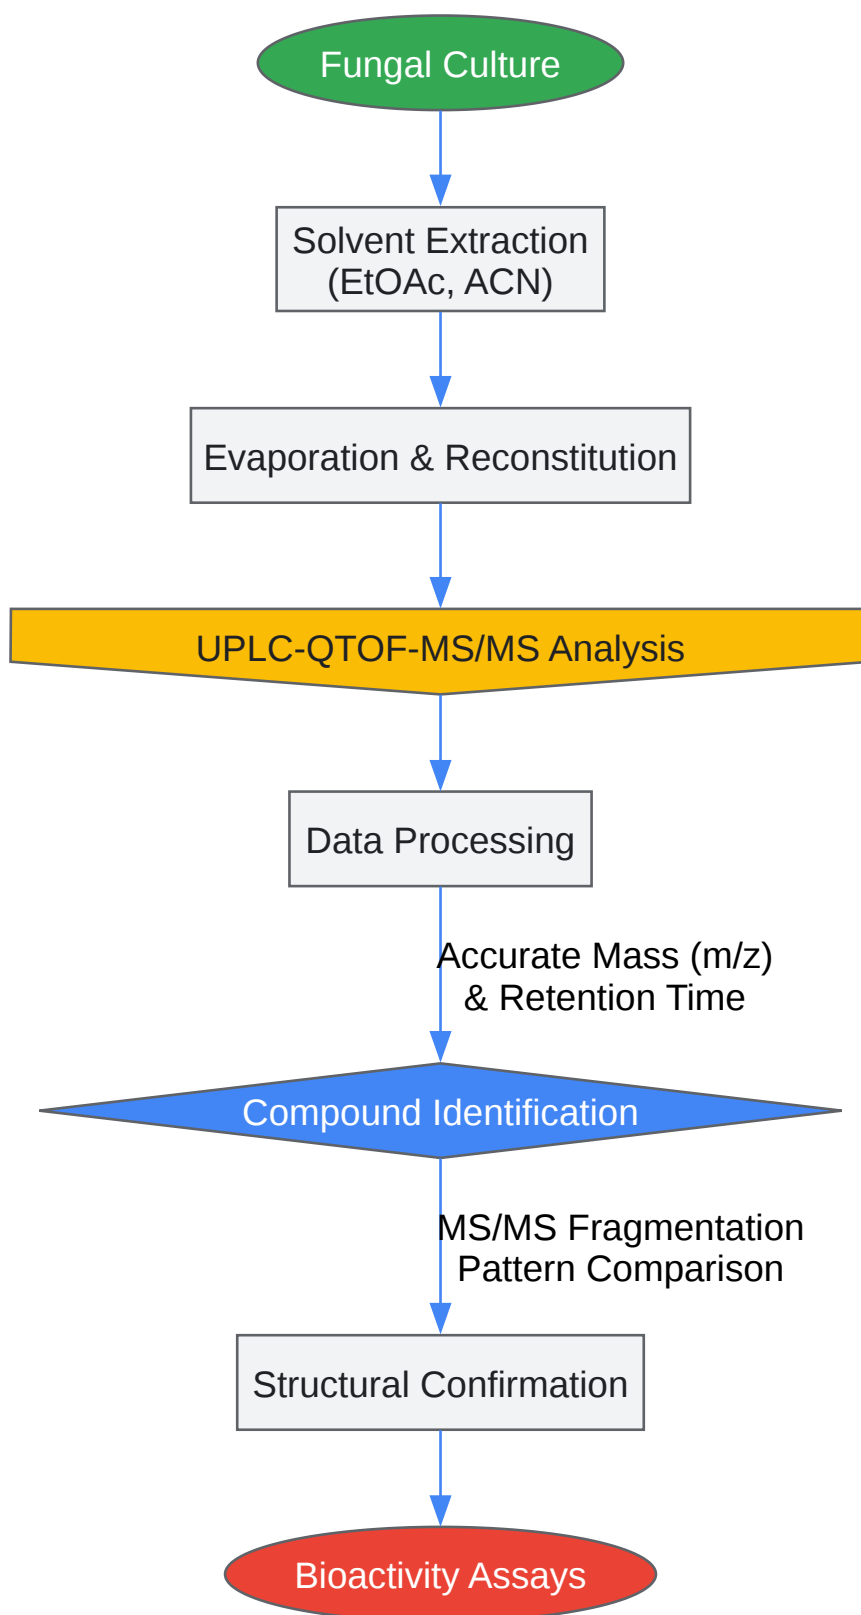 Fungal Culture
Solvent Extraction
(EtOAc, ACN)
Evaporation & Reconstitution
UPLC-QTOF-MS/MS Analysis
Data Processing
Accurate Mass (m/z)
& Retention Time
Compound Identification
MS/MS Fragmentation
Pattern Comparison
Structural Confirmation
Bioactivity Assays